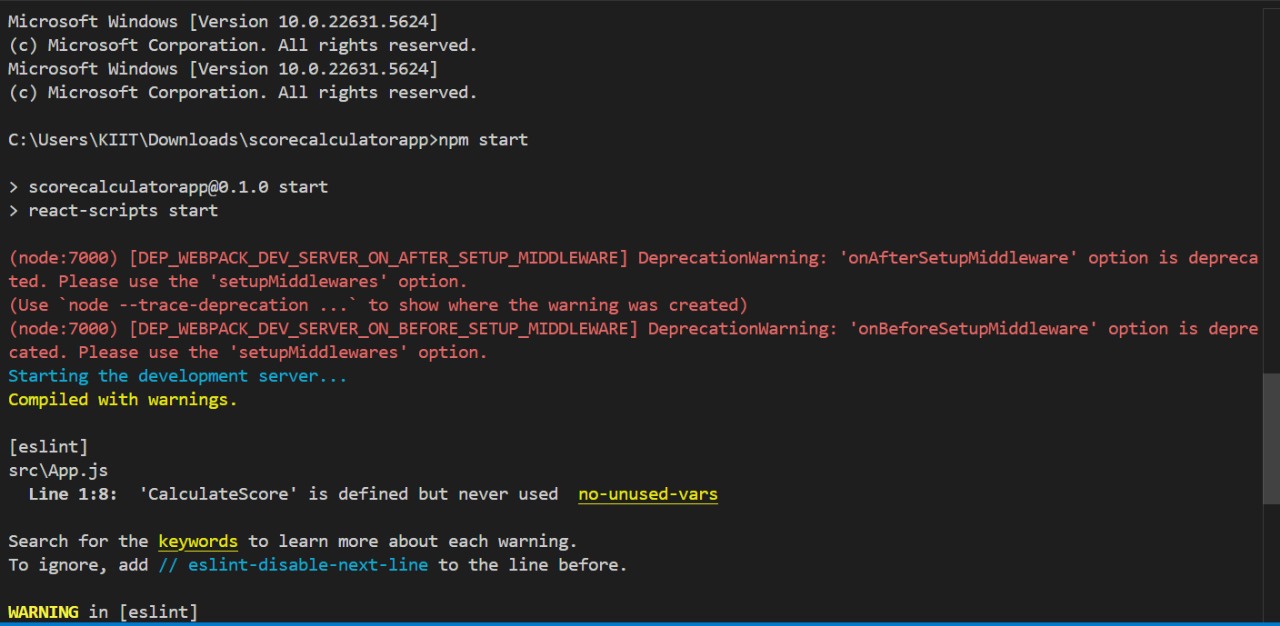 Microsoft Windows [Version 10.0.22631.5624]
(c) Microsoft Corporation. All rights reserved.
Microsoft Windows [Version 10.0.22631.5624]
(c) Microsoft Corporation. All rights reserved.
C:\Users\KIIT\Downloads\scorecalculatorapp>npm start
> scorecalculatorapp@0.1.0 start
> react-scripts start
(node:7000) [DEP_WEBPACK_DEV_SERVER_ON_AFTER_SETUP_MIDDLEWARE] DeprecationWarning: 'onAfterSetupMiddleware' option is depreca
ted. Please use the 'setupMiddlewares' option.
(Use `node --trace-deprecation ...` to show where the warning was created)
(node:7000) [DEP_WEBPACK_DEV_SERVER_ON_BEFORE_SETUP_MIDDLEWARE] DeprecationWarning: 'onBeforeSetupMiddleware' option is depre
cated. Please use the 'setupMiddlewares' option.
Starting the development server...
Compiled with warnings.
[eslint]
src\App.js
  Line 1:8:  'CalculateScore' is defined but never used  no-unused-vars
Search for the keywords to learn more about each warning.
To ignore, add // eslint-disable-next-line to the line before.
WARNING in [eslint]